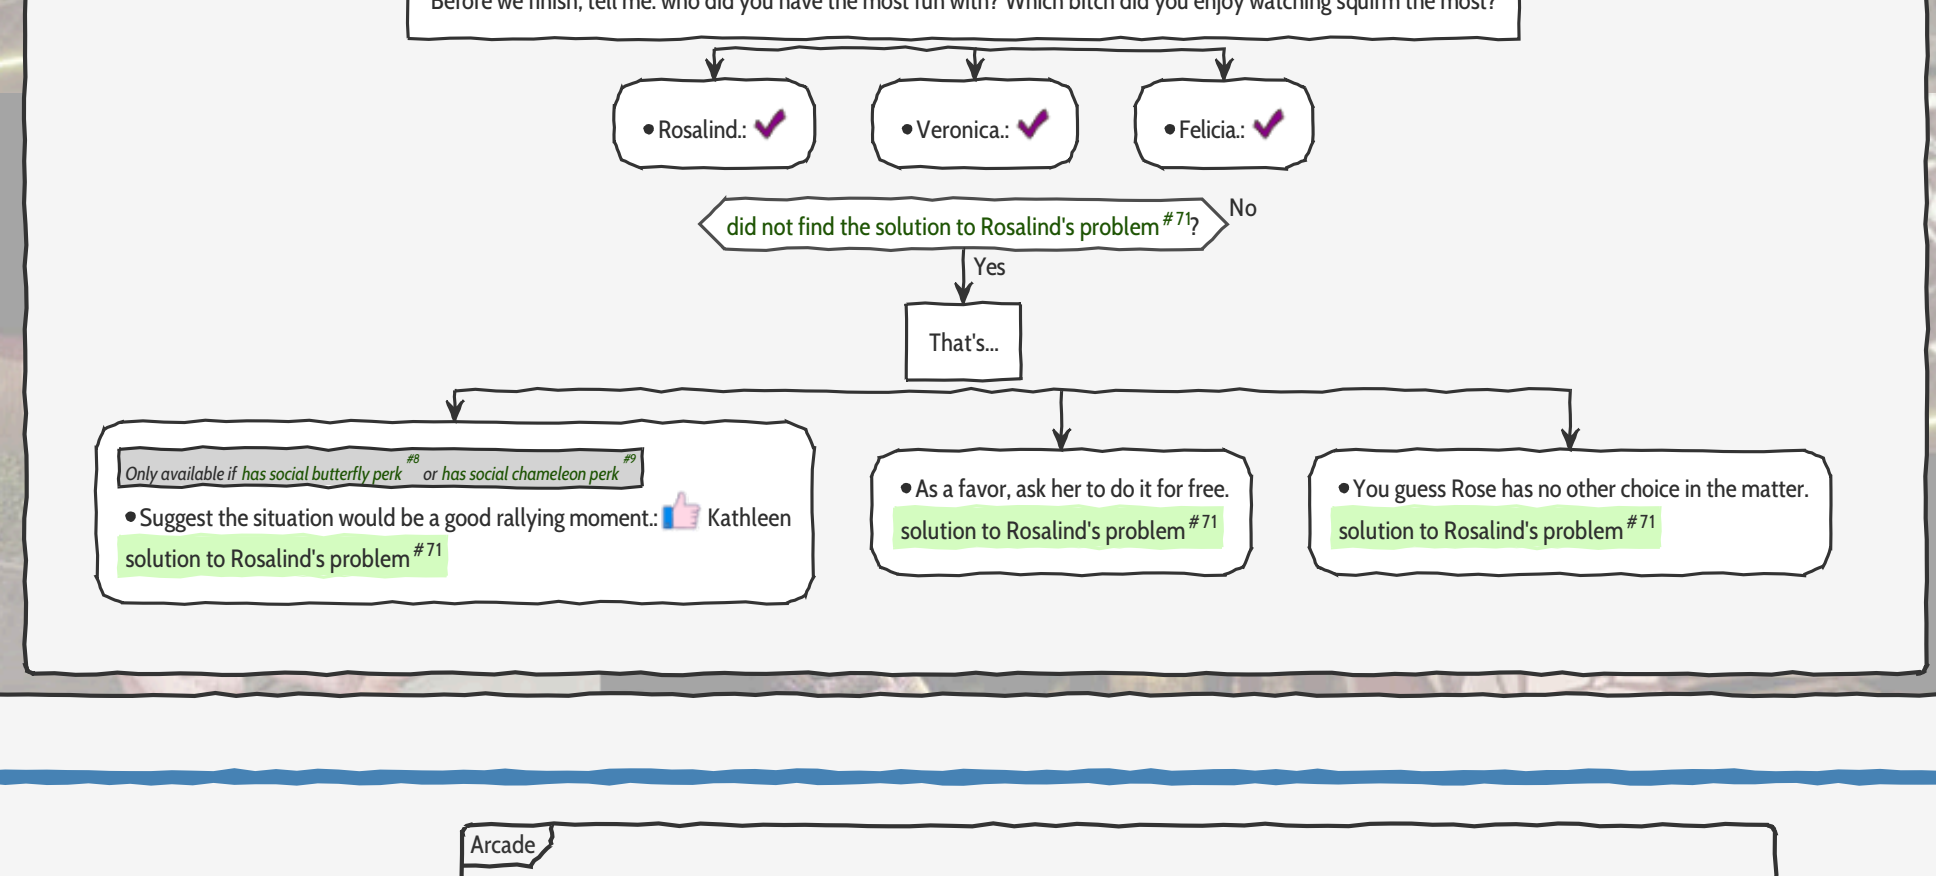 Before we finish, tell me: who did you have the most fun with? Which bitch did you enjoy watching squirm the most?
•Rosalind.:
•Veronica.:
•Felicia.:
did not find the solution to Rosalind's problem #71?
No
Yes
That's...
Only available if has social butterfly perk #8 or has social chameleon perk #9
•Suggest the situation would be a good rallying moment.: Kathleen
solution to Rosalind's problem #71
•As a favor, ask her to do it for free.
solution to Rosalind's problem #71
•You guess Rose has no other choice in the matter.
solution to Rosalind's problem #71
Arcade